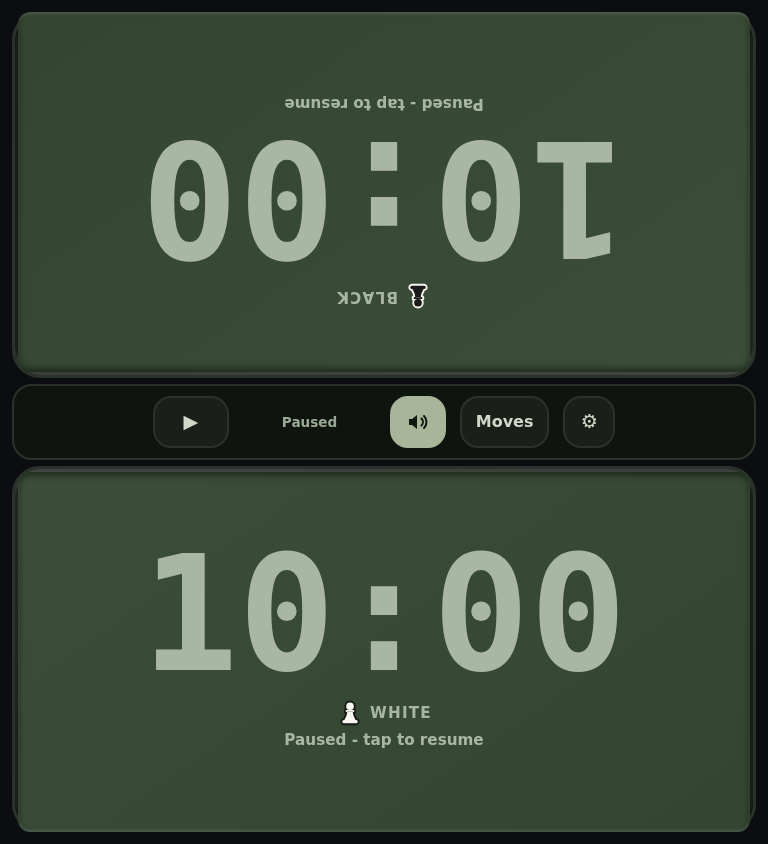 Paused - tap to resume
10:00
BLACK
▶ Paused Moves ⚙
10:00
WHITE
Paused - tap to resume